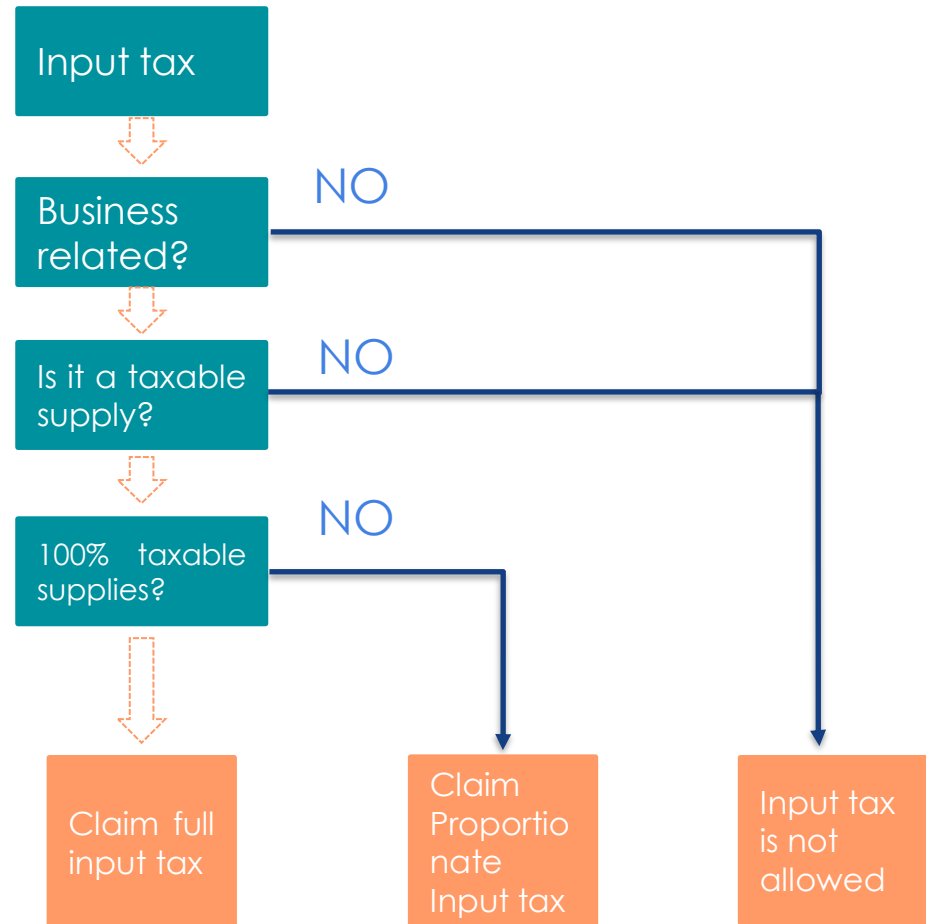 Input tax
NO
Business
related?
NO
Is it a taxable
supply?
NO
100% taxable
supplies?
Claim full
input tax
Claim
Proportio
nate
Input tax
Input tax
is not
allowed